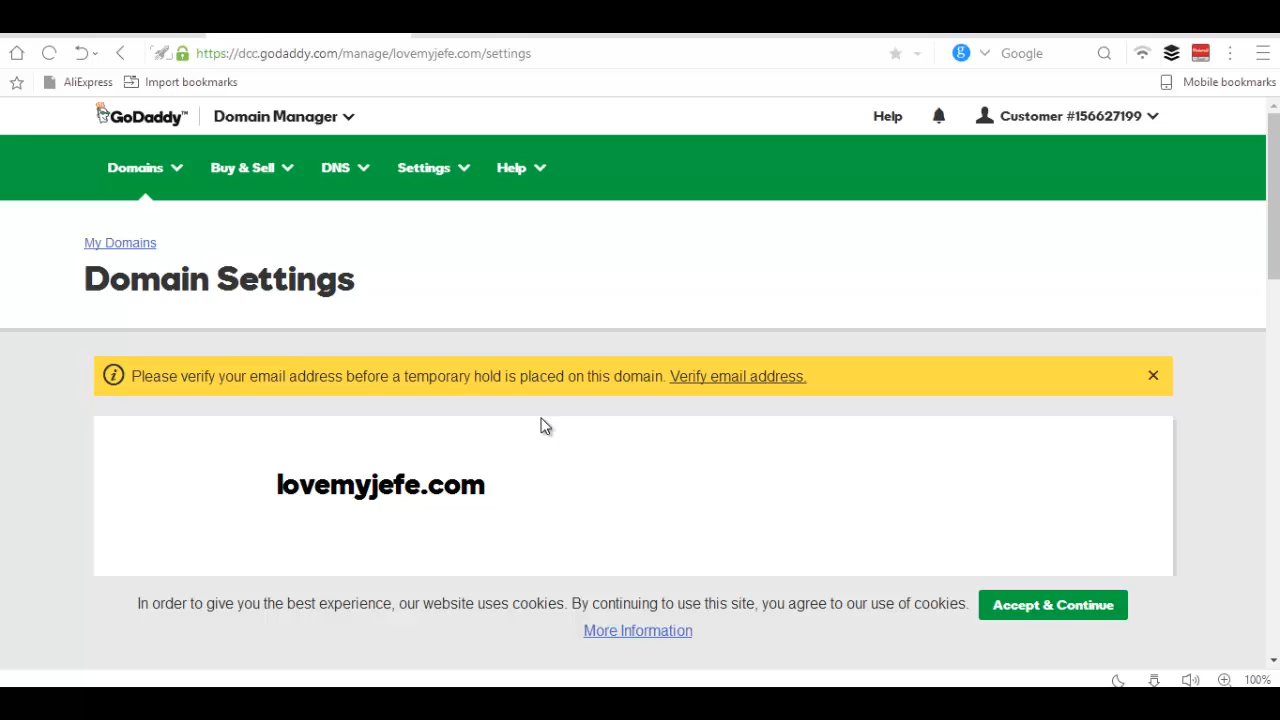 https://dcc.godaddy.com/manage/lovemyjefe.com/settings
g Google
AliExpress Import bookmarks Mobile bookmarks
GoDaddy™ Domain Manager Help Customer #156627199
Domains Buy & Sell DNS Settings Help
My Domains
Domain Settings
Please verify your email address before a temporary hold is placed on this domain. Verify email address.
lovemyjefe.com
In order to give you the best experience, our website uses cookies. By continuing to use this site, you agree to our use of cookies. Accept & Continue
More Information
100%